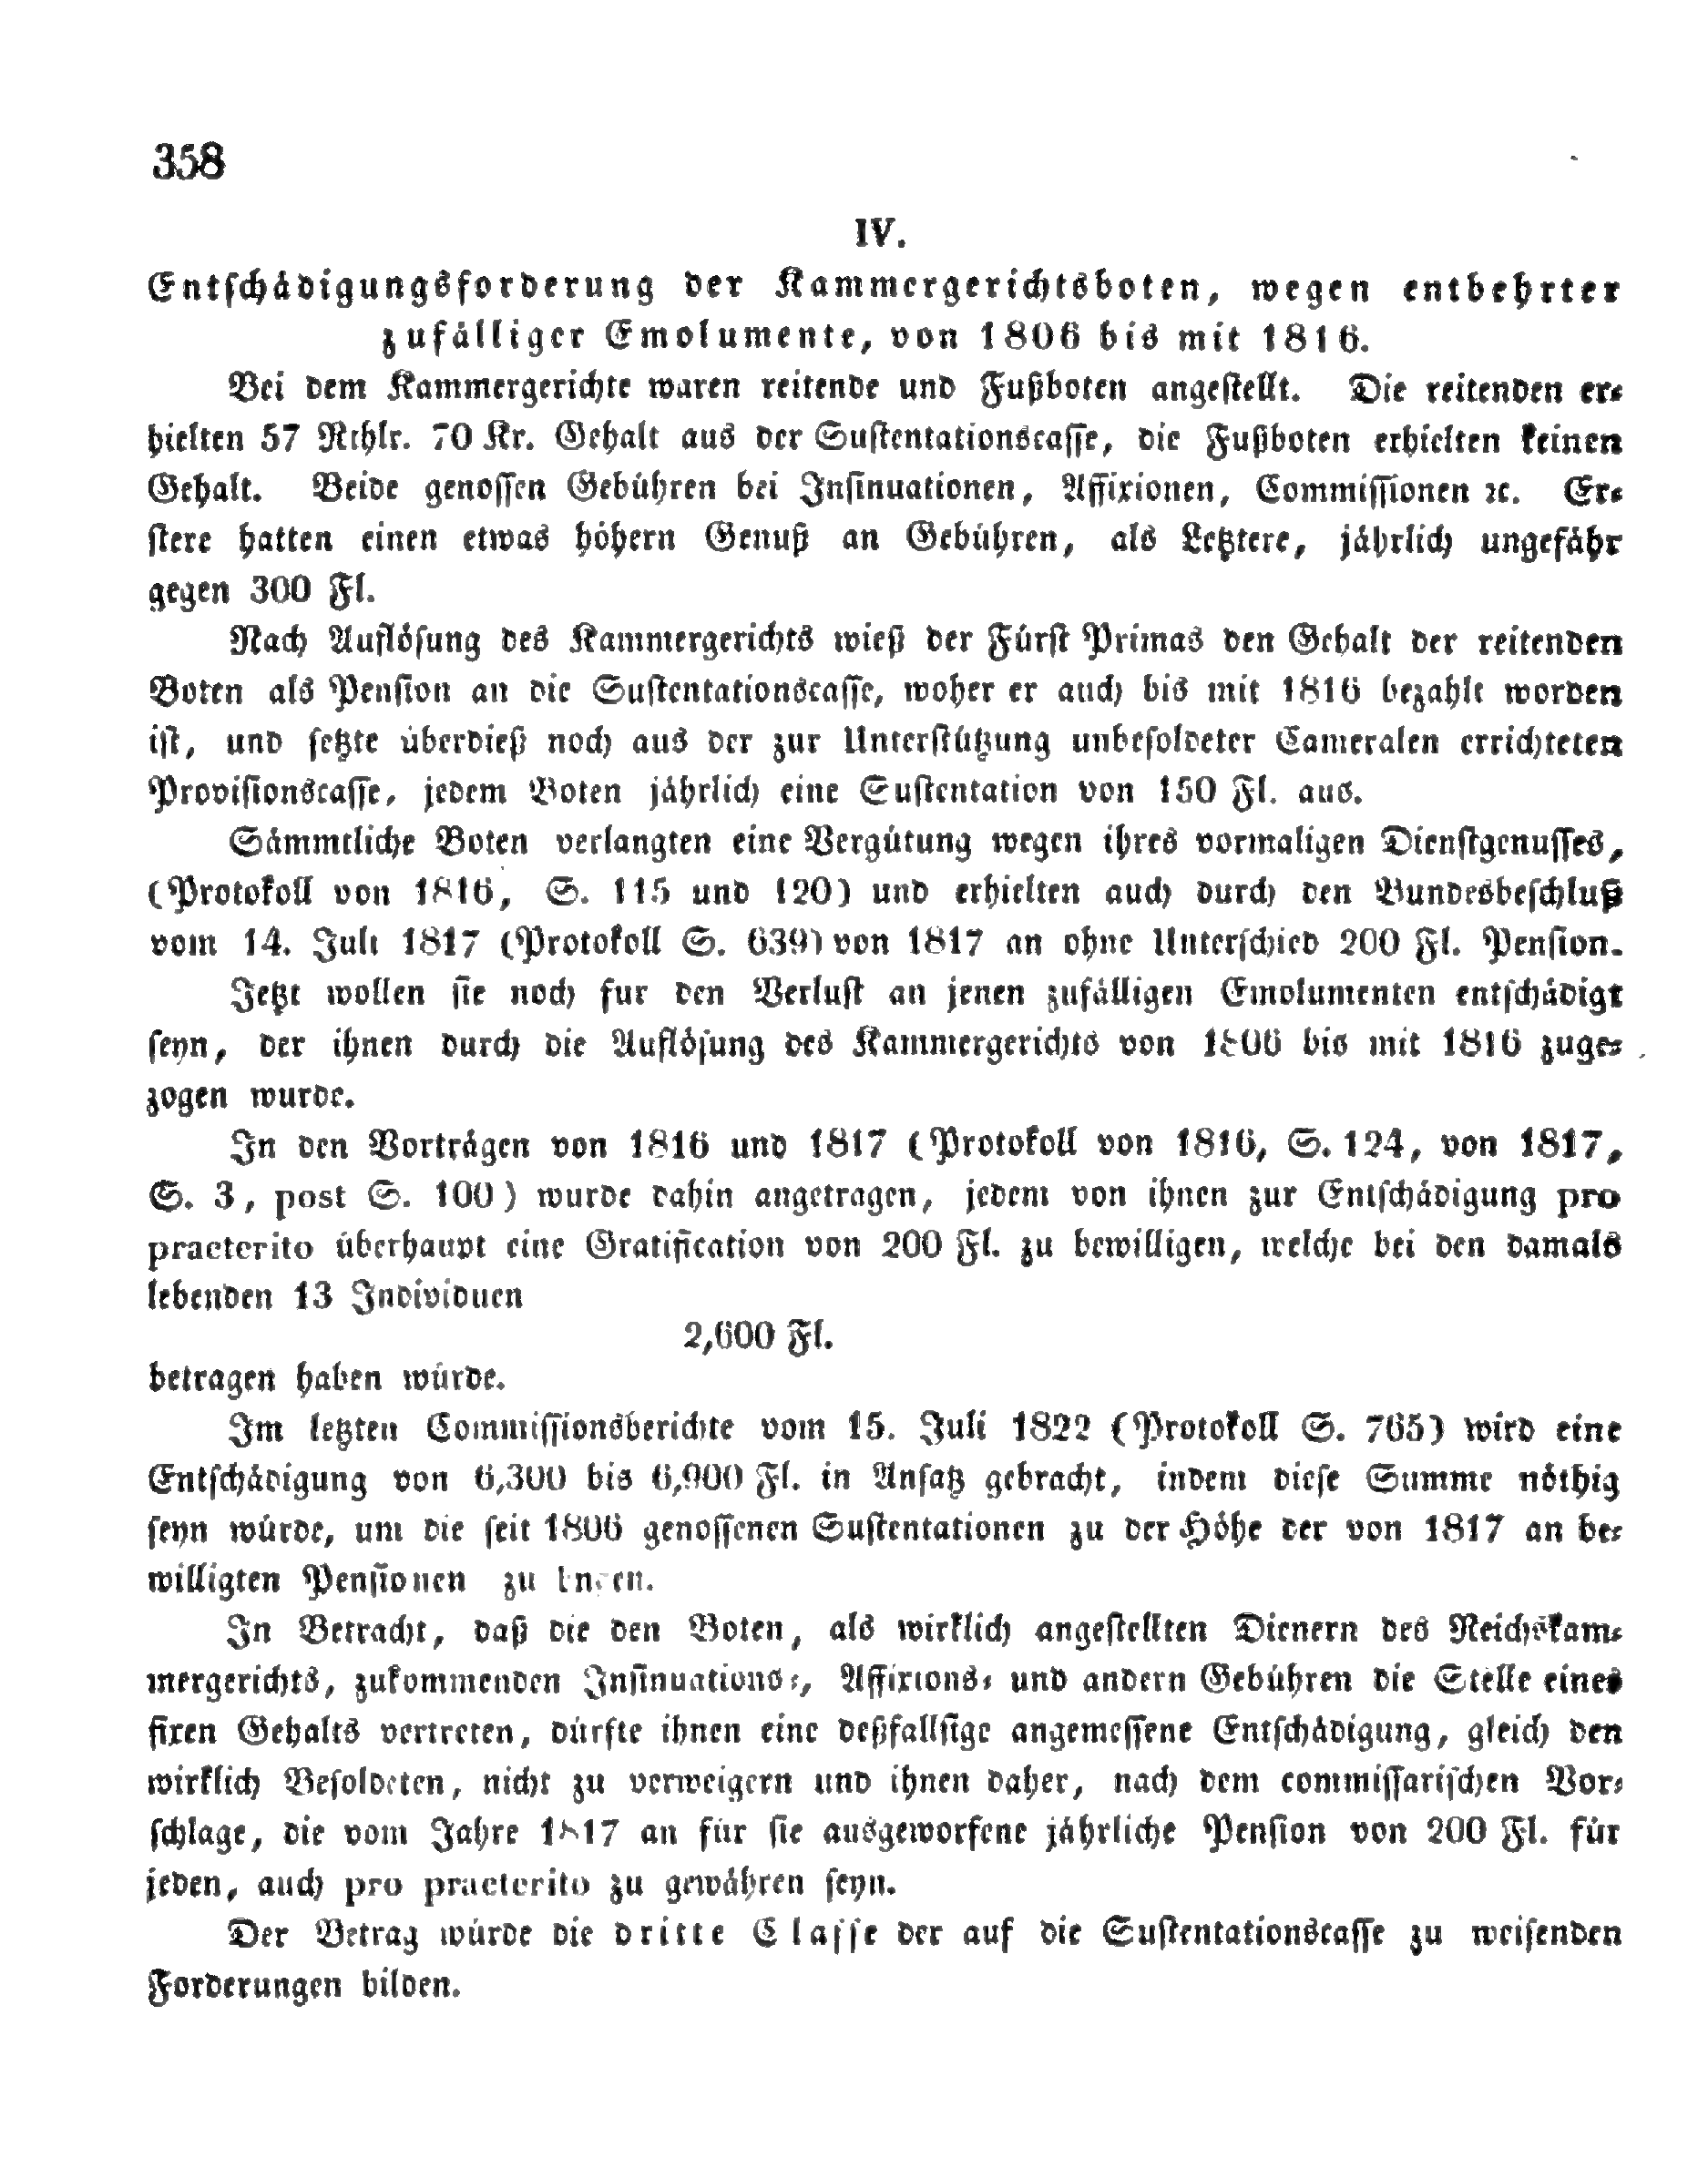 358
IV.
Entschädigungsforderung der Kammergerichtsboten, wegen entbehrter
zufälliger Emolumente, von 1806 bis mit 1816.
Bei dem Kammergerichte waren reitende und Fußboten angestellt. Die reitenden er-
hielten 57 Rthlr. 70 Kr. Gehalt aus der Sustentationscasse, die Fußboten erhielten keinen
Gehalt. Beide genossen Gebühren bei Insinuationen, Affixionen, Commissionen ꝛc. Er-
stere hatten einen etwas höhern Genuß an Gebühren, als Letztere, jährlich ungefähr
gegen 300 Fl.
Nach Auflösung des Kammergerichts wieß der Fürst Primas den Gehalt der reitenden
Boten als Pension an die Sustentationscasse, woher er auch bis mit 1816 bezahlt worden
ist, und setzte überdieß noch aus der zur Unterstützung unbesoldeter Cameralen errichteten
Provisionscasse, jedem Boten jährlich eine Sustentation von 150 Fl. aus.
Sämmtliche Boten verlangten eine Vergütung wegen ihres vormaligen Dienstgenusses,
(Protokoll von 1816, S. 115 und 120) und erhielten auch durch den Bundesbeschluß
vom 14. Juli 1817 (Protokoll S. 639) von 1817 an ohne Unterschied 200 Fl. Pension.
Jetzt wollen sie noch fur den Verlust an jenen zufälligen Emolumenten entschädigt
seyn, der ihnen durch die Auflösung des Kammergerichts von 1806 bis mit 1816 zuge-
zogen wurde.
In den Vorträgen von 1816 und 1817 (Protokoll von 1816, S. 124, von 1817,
S. 3, post S. 100) wurde dahin angetragen, jedem von ihnen zur Entschädigung pro
praeterito überhaupt eine Gratification von 200 Fl. zu bewilligen, welche bei den damals
lebenden 13 Individuen
2,600 Fl.
betragen haben würde.
Im letzten Commissionsberichte vom 15. Juli 1822 (Protokoll S. 765) wird eine
Entschädigung von 6,300 bis 6,900 Fl. in Ansatz gebracht, indem diese Summe nöthig
seyn würde, um die seit 1806 genossenen Sustentationen zu der Höhe der von 1817 an be-
willigten Pensionen zu
In Betracht, daß die den Boten, als wirklich angestellten Dienern des Reichskam-
mergerichts, zukommenden Insinuations-, Affixions- und andern Gebühren die Stelle eines
fixen Gehalts vertreten, dürfte ihnen eine deßfallsige angemessene Entschädigung, gleich den
wirklich Besoldeten, nicht zu verweigern und ihnen daher, nach dem commissarischen Vor-
schlage, die vom Jahre 1817 an für sie ausgeworfene jährliche Pension von 200 Fl. für
jeden, auch pro praeterito zu gewähren seyn.
Der Betrag würde die dritte Classe der auf die Sustentationscasse zu weisenden
Forderungen bilden.